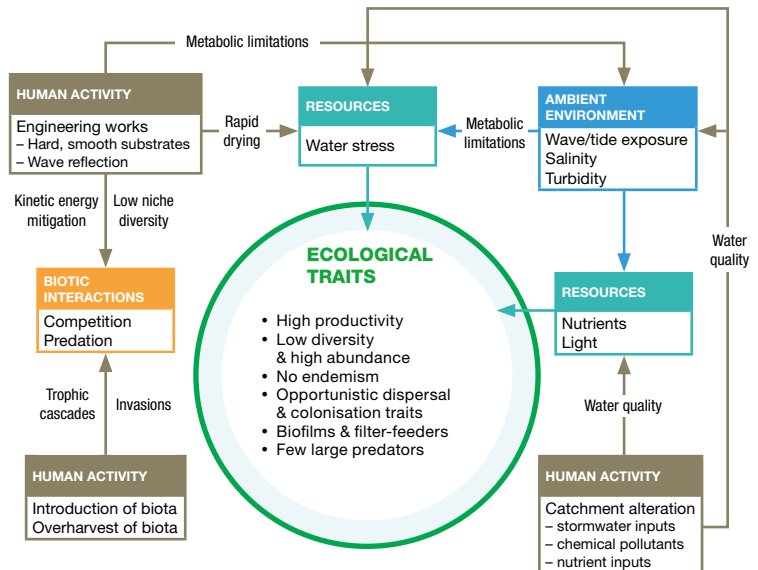 Metabolic limitations
HUMAN ACTIVITY
Engineering works
– Hard, smooth substrates
– Wave reflection
Rapid
drying
RESOURCES
Water stress
Metabolic
limitations
AMBIENT
ENVIRONMENT
Wave/tide exposure
Salinity
Turbidity
Kinetic energy
mitigation
Low niche
diversity
Water
quality
BIOTIC
INTERACTIONS
Competition
Predation
ECOLOGICAL
TRAITS
• High productivity
• Low diversity
& high abundance
• No endemism
• Opportunistic dispersal
& colonisation traits
• Biofilms & filter-feeders
• Few large predators
RESOURCES
Nutrients
Light
Trophic
cascades
Invasions
Water quality
HUMAN ACTIVITY
Introduction of biota
Overharvest of biota
HUMAN ACTIVITY
Catchment alteration
– stormwater inputs
– chemical pollutants
– nutrient inputs